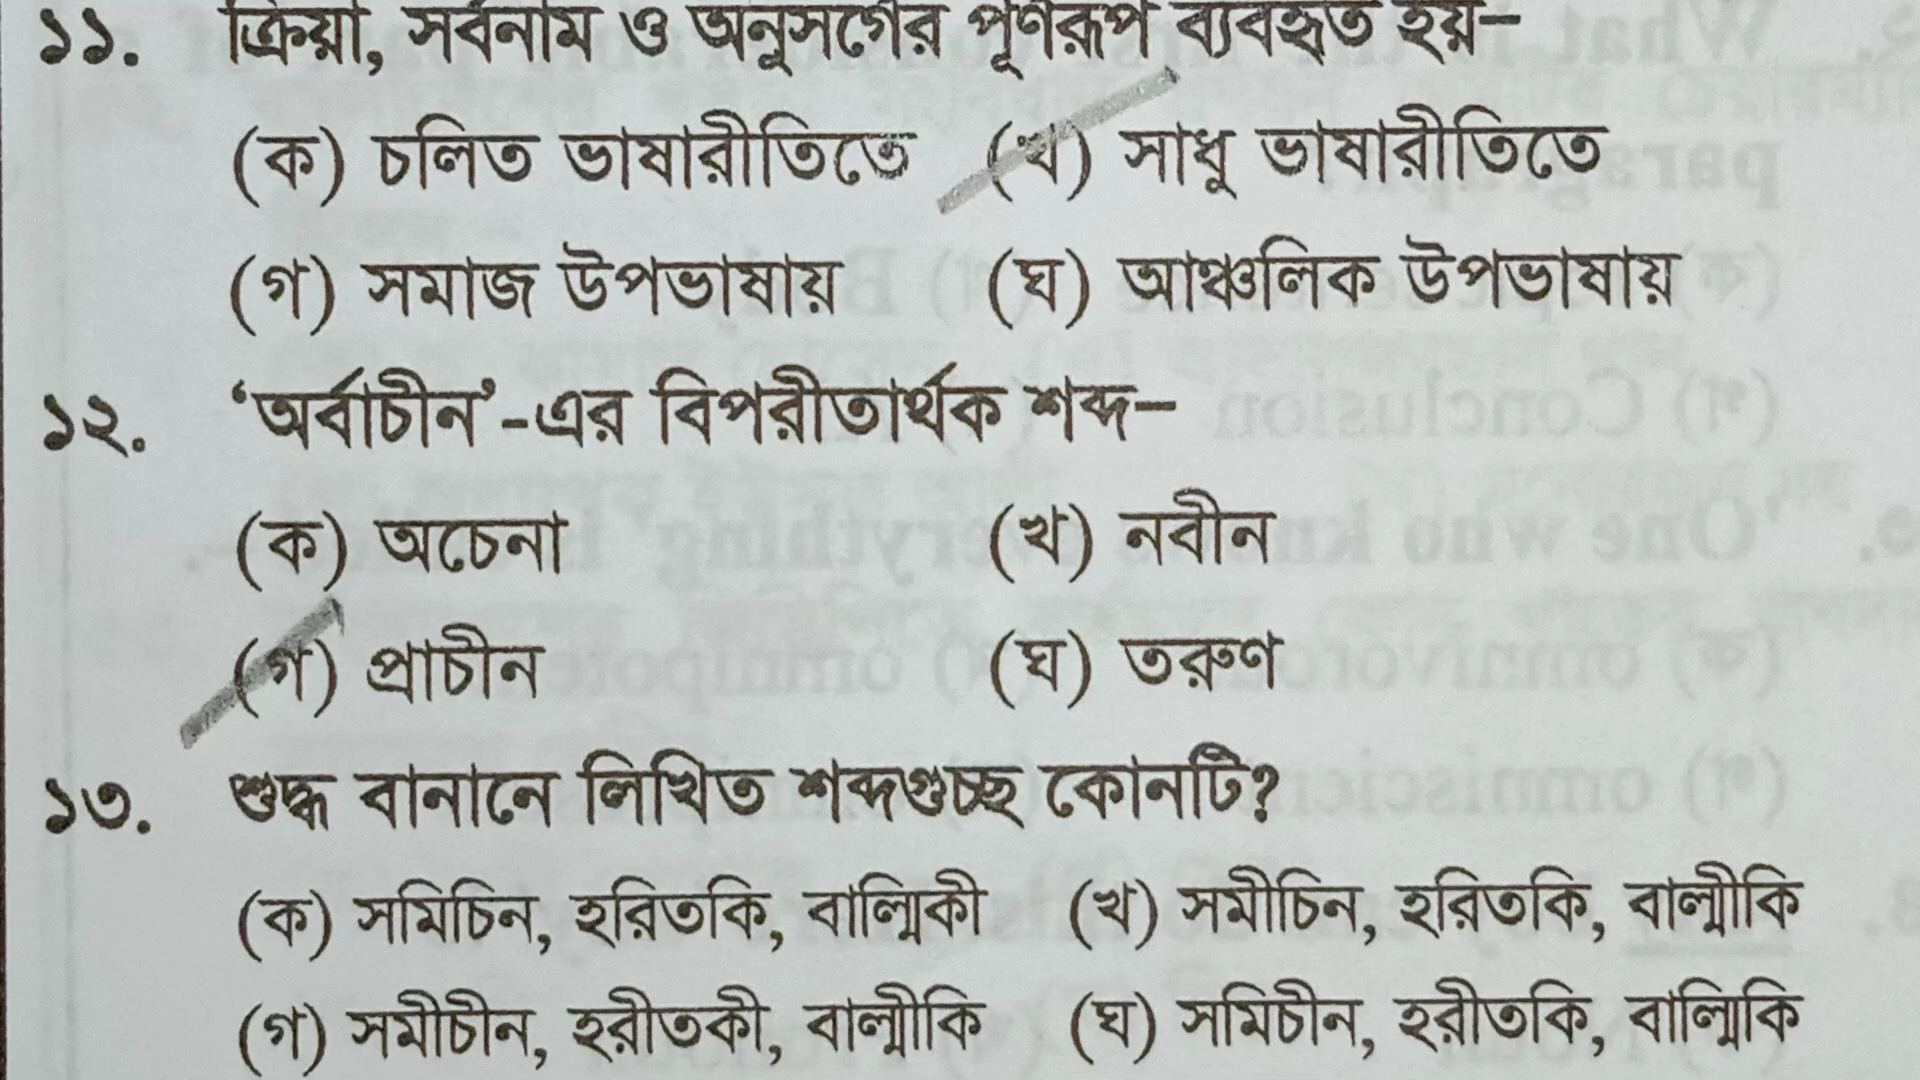 ১১. ক্রিয়া, সর্বনাম ও অনুসর্গের পূর্ণরূপ ব্যবহৃত হয়–
(ক) চলিত ভাষারীতিতে (খ) সাধু ভাষারীতিতে
(গ) সমাজ উপভাষায় (ঘ) আঞ্চলিক উপভাষায়
১২. ‘অর্বাচীন’-এর বিপরীতার্থক শব্দ–
(ক) অচেনা (খ) নবীন
(গ) প্রাচীন (ঘ) তরুণ
১৩. শুদ্ধ বানানে লিখিত শব্দগুচ্ছ কোনটি?
(ক) সমিচিন, হরিতকি, বাল্মিকী (খ) সমীচিন, হরিতকি, বাল্মীকি
(গ) সমীচীন, হরীতকী, বাল্মীকি (ঘ) সমিচীন, হরীতকি, বাল্মিকি